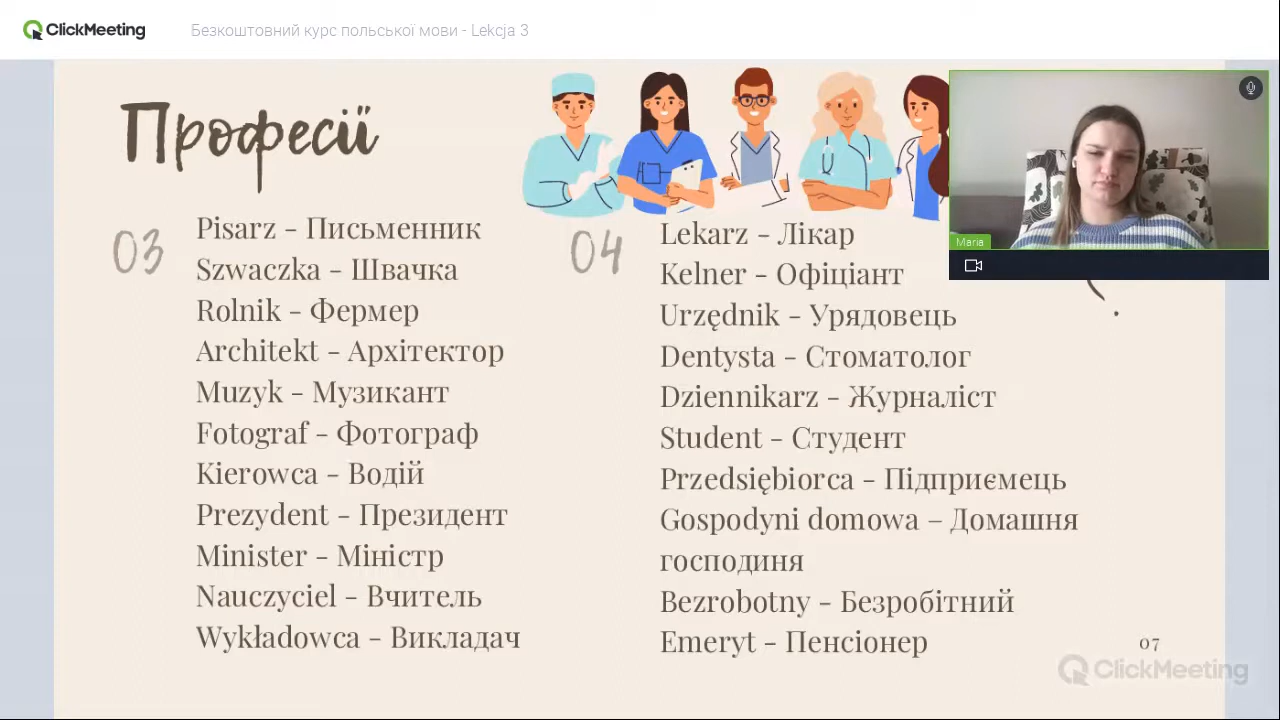 ClickMeeting
Безкоштовний курс польської мови - Lekcja 3
Професії
03
Pisarz – Письменник
Szwaczka – Швачка
Rolnik – Фермер
Architekt – Архітектор
Muzyk – Музикант
Fotograf – Фотограф
Kierowca – Водій
Prezydent – Президент
Minister – Міністр
Nauczyciel – Вчитель
Wykładowca – Викладач
04
Lekarz – Лікар
Kelner – Офіціант
Urzędnik – Урядовець
Dentysta – Стоматолог
Dziennikarz – Журналіст
Student – Студент
Przedsiębiorca – Підприємець
Gospodyni domowa – Домашня
господиня
Bezrobotny – Безробітний
Emeryt – Пенсіонер
Maria
07
ClickMeeting